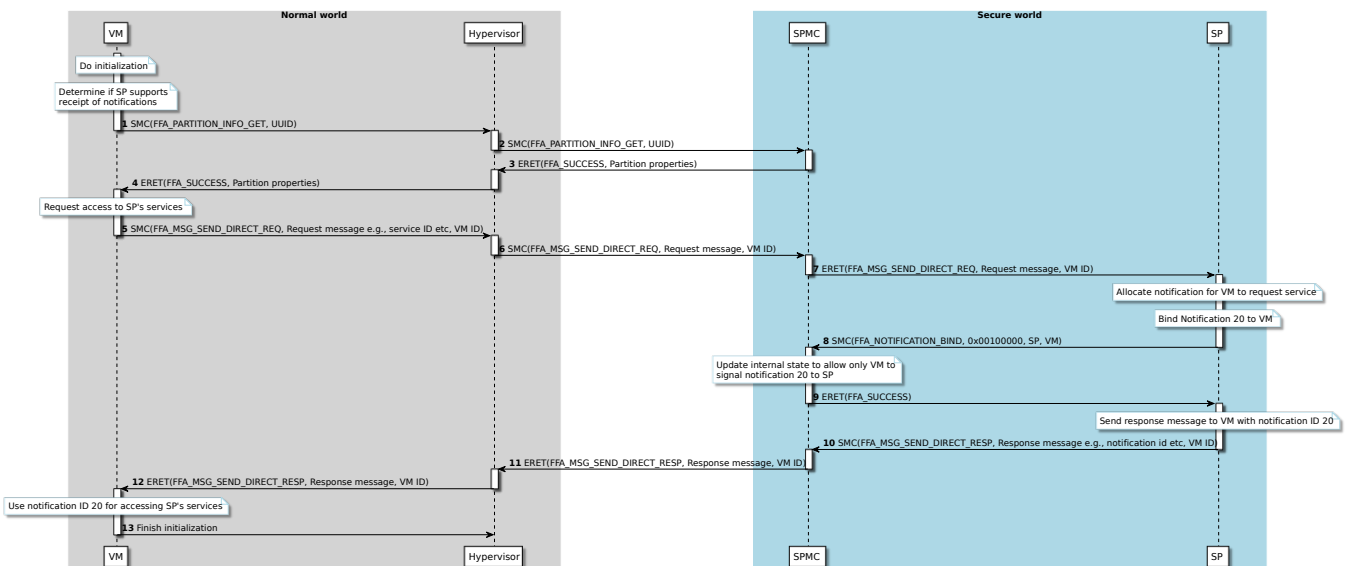 Normal world
Secure world
VM
Hypervisor
SPMC
SP
Do initialization
Determine if SP supports
receipt of notifications
1 SMC(FFA_PARTITION_INFO_GET, UUID)
2 SMC(FFA_PARTITION_INFO_GET, UUID)
3 ERET(FFA_SUCCESS, Partition properties)
4 ERET(FFA_SUCCESS, Partition properties)
Request access to SP's services
5 SMC(FFA_MSG_SEND_DIRECT_REQ, Request message e.g., service ID etc, VM ID)
6 SMC(FFA_MSG_SEND_DIRECT_REQ, Request message, VM ID)
7 ERET(FFA_MSG_SEND_DIRECT_REQ, Request message, VM ID)
Allocate notification for VM to request service
Bind Notification 20 to VM
8 SMC(FFA_NOTIFICATION_BIND, 0x00100000, SP, VM)
Update internal state to allow only VM to
signal notification 20 to SP
9 ERET(FFA_SUCCESS)
Send response message to VM with notification ID 20
10 SMC(FFA_MSG_SEND_DIRECT_RESP, Response message e.g., notification id etc, VM ID)
11 ERET(FFA_MSG_SEND_DIRECT_RESP, Response message, VM ID)
12 ERET(FFA_MSG_SEND_DIRECT_RESP, Response message, VM ID)
Use notification ID 20 for accessing SP's services
13 Finish initialization
VM
Hypervisor
SPMC
SP